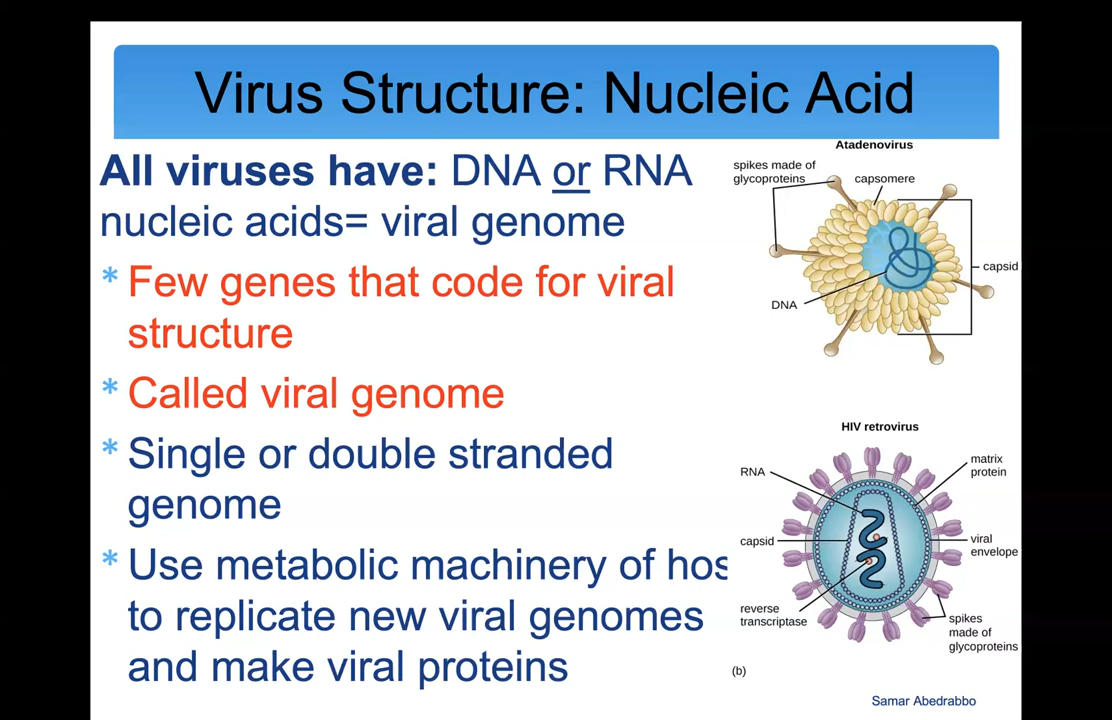 Virus Structure: Nucleic Acid
All viruses have: DNA or RNA
nucleic acids= viral genome
* Few genes that code for viral
structure
* Called viral genome
* Single or double stranded
genome
* Use metabolic machinery of hos
to replicate new viral genomes
and make viral proteins
Atadenovirus
spikes made of
glycoproteins
capsomere
capsid
DNA
HIV retrovirus
RNA
matrix
protein
capsid
viral
envelope
reverse
transcriptase
spikes
made of
glycoproteins
(b)
Samar Abedrabbo